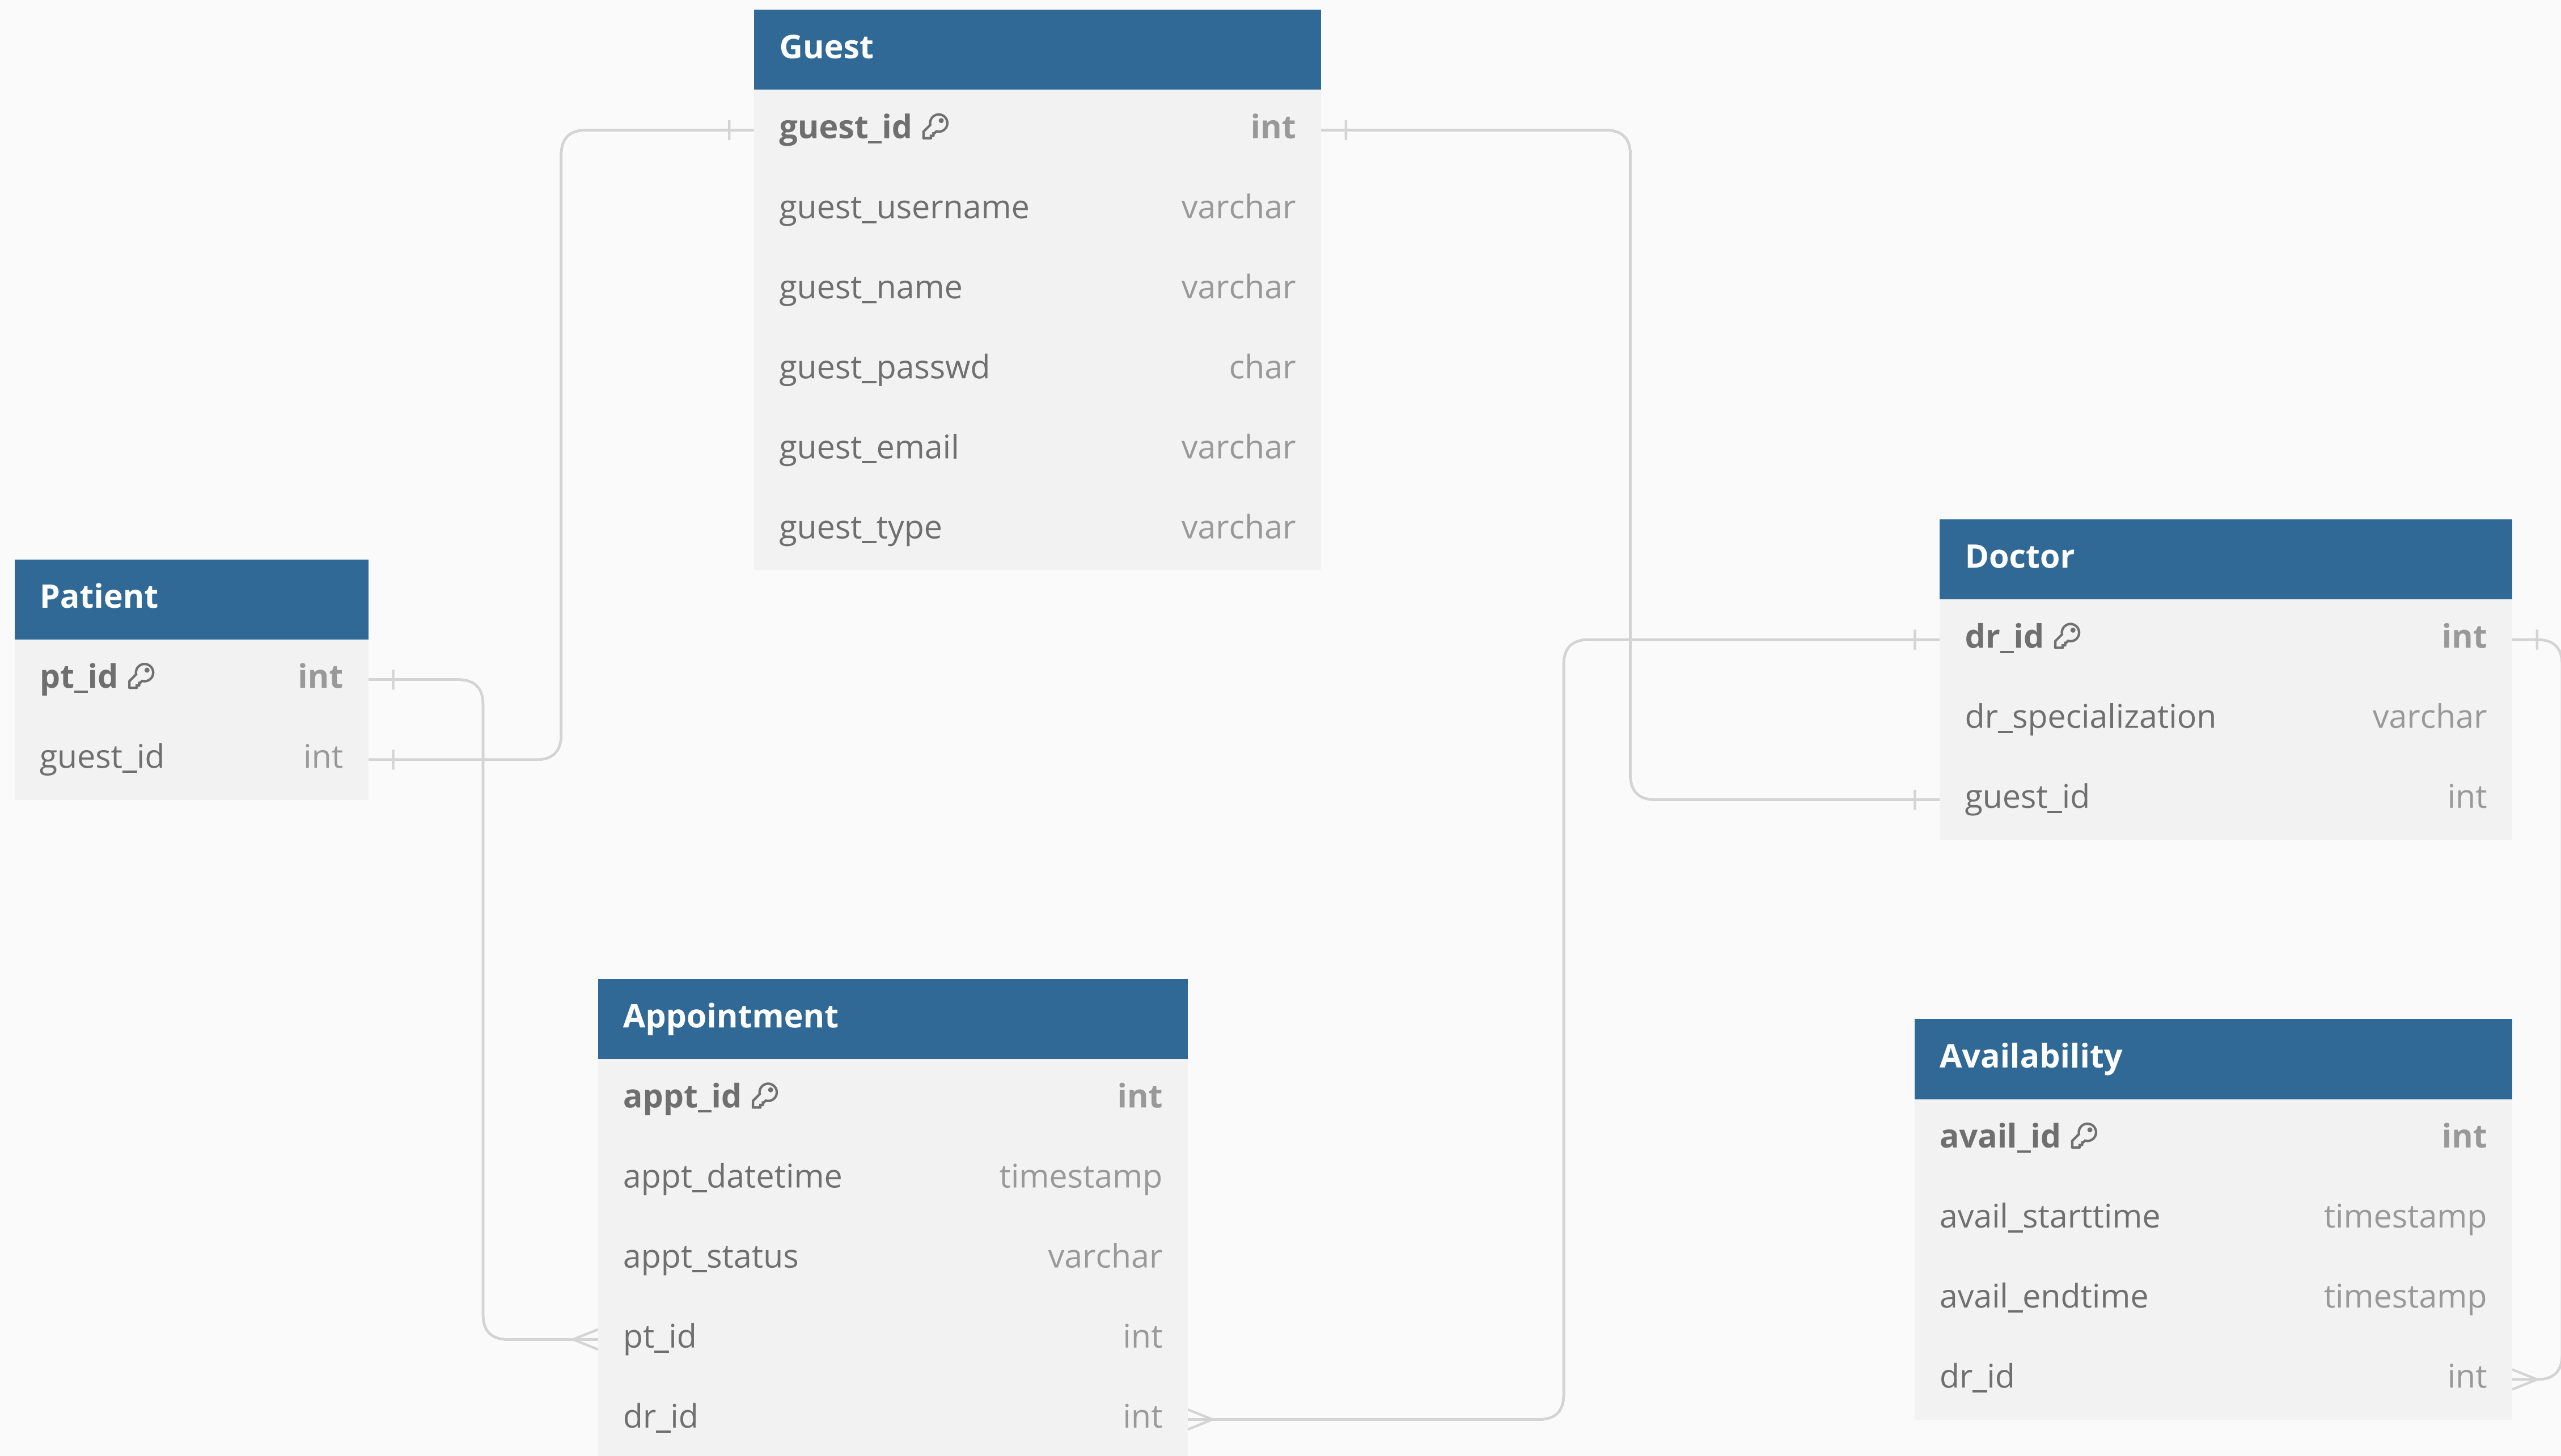 Guest
guest_id int
guest_username varchar
guest_name varchar
guest_passwd char
guest_email varchar
guest_type varchar
Patient
pt_id int
guest_id int
Doctor
dr_id int
dr_specialization varchar
guest_id int
Appointment
appt_id int
appt_datetime timestamp
appt_status varchar
pt_id int
dr_id int
Availability
avail_id int
avail_starttime timestamp
avail_endtime timestamp
dr_id int